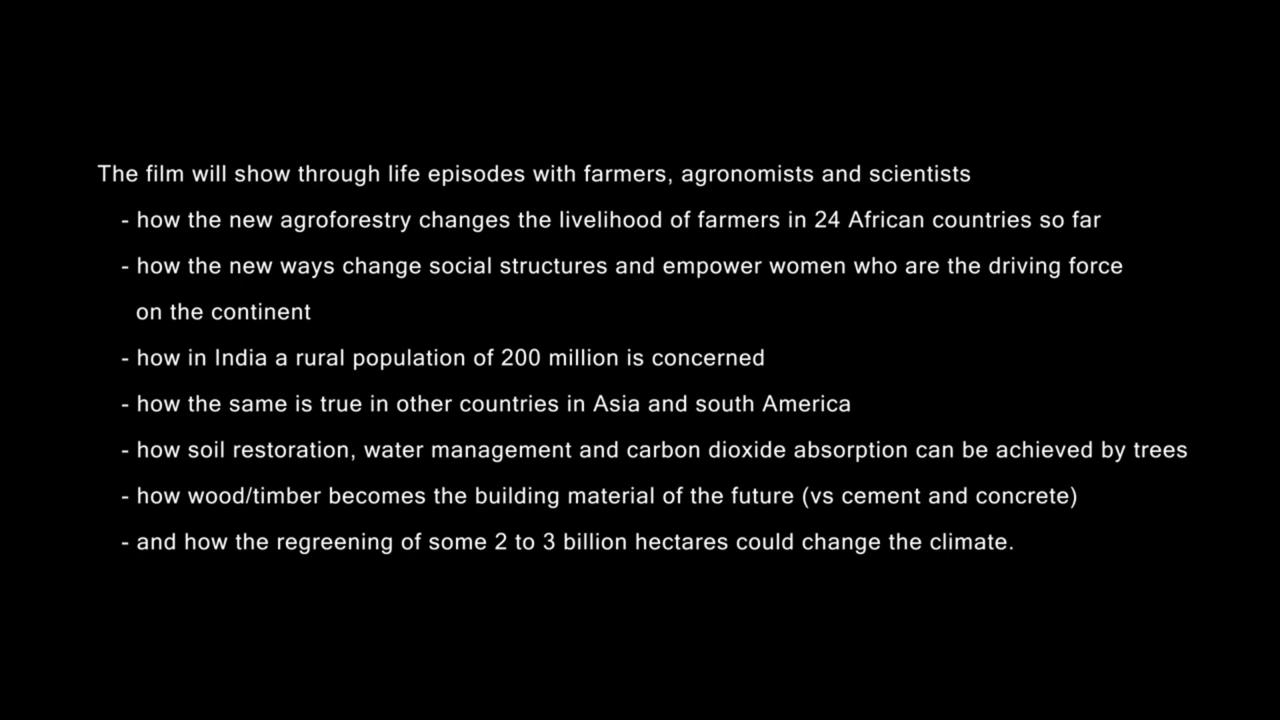 The film will show through life episodes with farmers, agronomists and scientists
- how the new agroforestry changes the livelihood of farmers in 24 African countries so far
- how the new ways change social structures and empower women who are the driving force
on the continent
- how in India a rural population of 200 million is concerned
- how the same is true in other countries in Asia and south America
- how soil restoration, water management and carbon dioxide absorption can be achieved by trees
- how wood/timber becomes the building material of the future (vs cement and concrete)
- and how the regreening of some 2 to 3 billion hectares could change the climate.